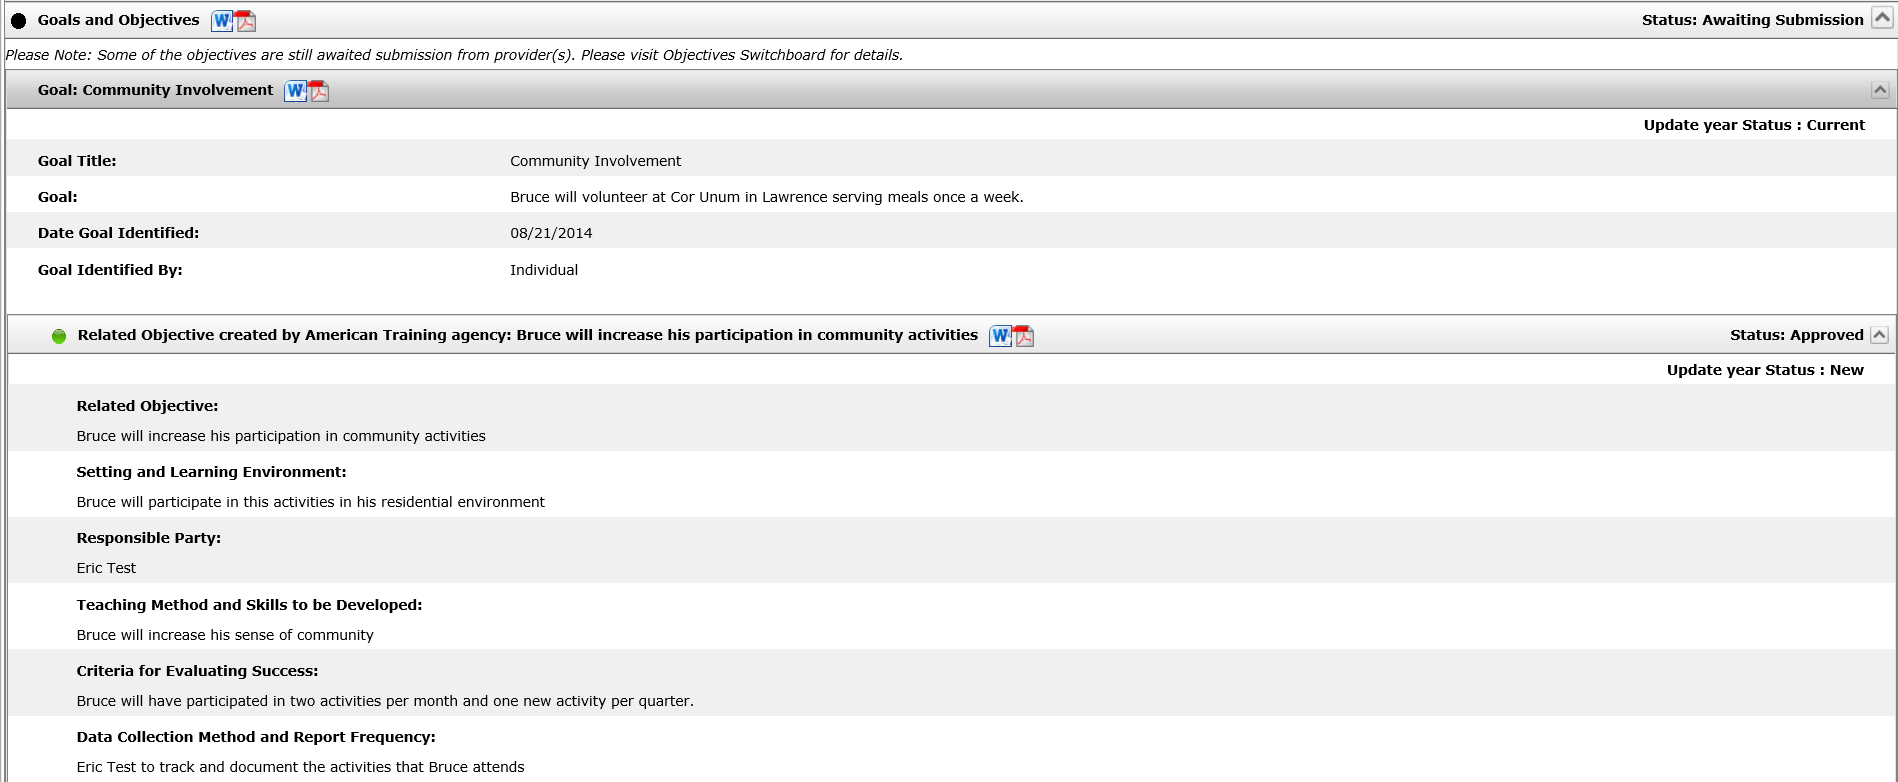 Goals and Objectives
Status: Awaiting Submission
Please Note: Some of the objectives are still awaited submission from provider(s). Please visit Objectives Switchboard for details.
Goal: Community Involvement
Update year Status : Current
Goal Title: Community Involvement
Goal: Bruce will volunteer at Cor Unum in Lawrence serving meals once a week.
Date Goal Identified: 08/21/2014
Goal Identified By: Individual
Related Objective created by American Training agency: Bruce will increase his participation in community activities
Status: Approved
Update year Status : New
Related Objective:
Bruce will increase his participation in community activities
Setting and Learning Environment:
Bruce will participate in this activities in his residential environment
Responsible Party:
Eric Test
Teaching Method and Skills to be Developed:
Bruce will increase his sense of community
Criteria for Evaluating Success:
Bruce will have participated in two activities per month and one new activity per quarter.
Data Collection Method and Report Frequency:
Eric Test to track and document the activities that Bruce attends